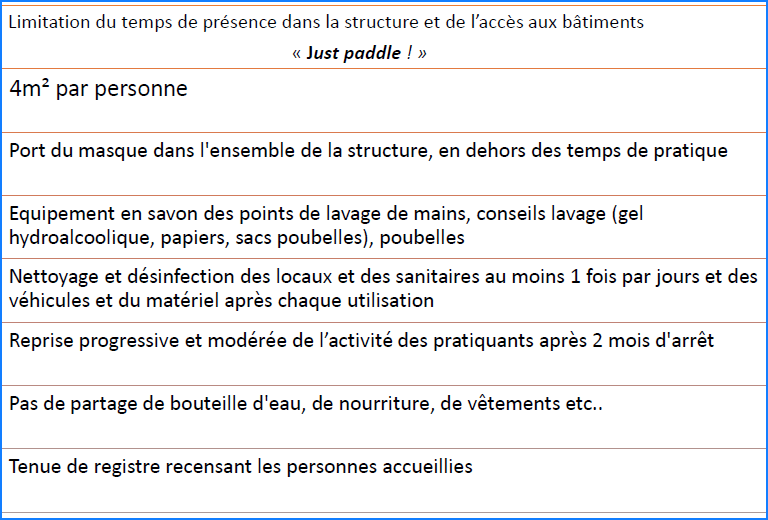 Limitation du temps de présence dans la structure et de l’accès aux bâtiments
« Just paddle ! »
4m² par personne
Port du masque dans l'ensemble de la structure, en dehors des temps de pratique
Equipement en savon des points de lavage de mains, conseils lavage (gel
hydroalcoolique, papiers, sacs poubelles), poubelles
Nettoyage et désinfection des locaux et des sanitaires au moins 1 fois par jours et des
véhicules et du matériel après chaque utilisation
Reprise progressive et modérée de l’activité des pratiquants après 2 mois d'arrêt
Pas de partage de bouteille d'eau, de nourriture, de vêtements etc..
Tenue de registre recensant les personnes accueillies